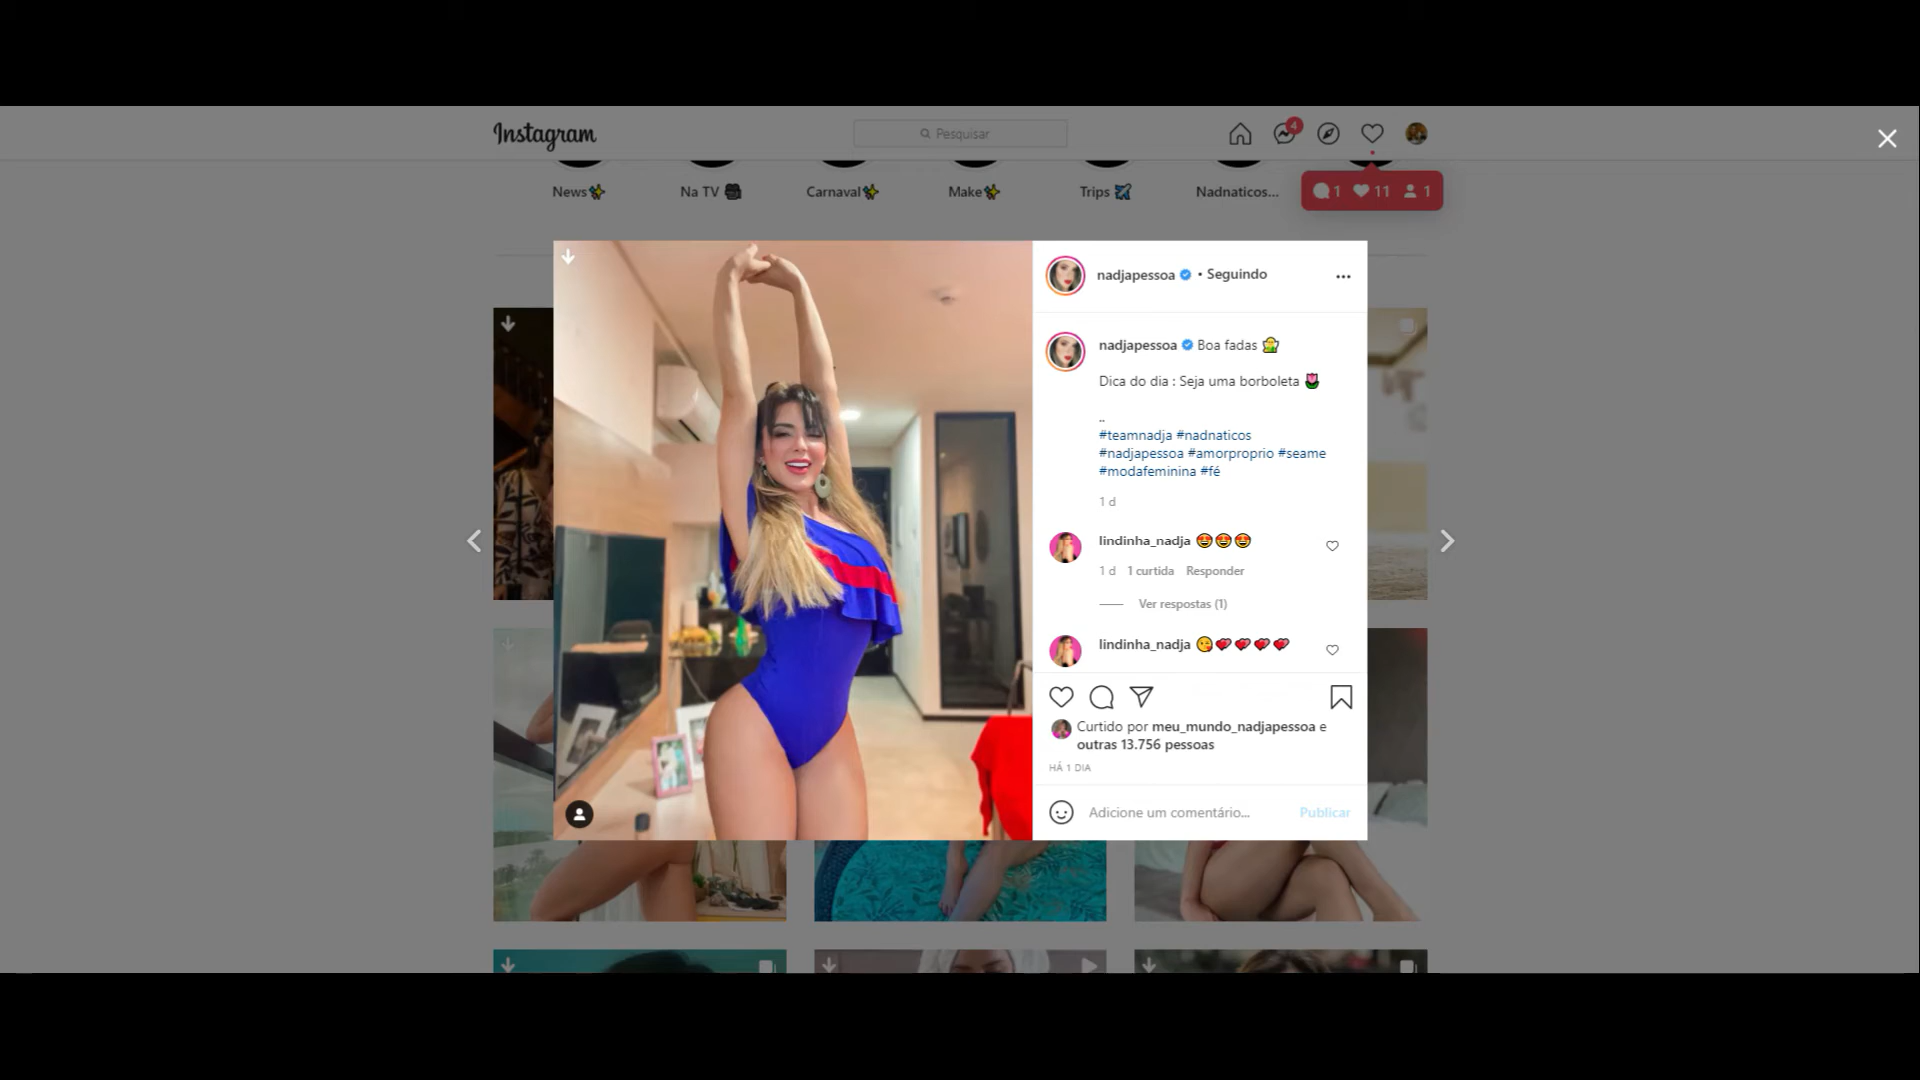 Instagram
Pesquisar
4
News✨
Na TV 🎥
Carnaval✨
Make✨
Trips ✈️
Nadnaticos...
1 11 1
nadjapessoa • Seguindo
nadjapessoa Boa fadas 🧝
Dica do dia : Seja uma borboleta 🌷
..
#teamnadja #nadnaticos
#nadjapessoa #amorproprio #seame
#modafeminina #fé
1 d
lindinha_nadja 😍😍😍
1 d 1 curtida Responder
Ver respostas (1)
lindinha_nadja 😘💕💕💕💕
Curtido por meu_mundo_nadjapessoa e
outras 13.756 pessoas
HÁ 1 DIA
Adicione um comentário... Publicar